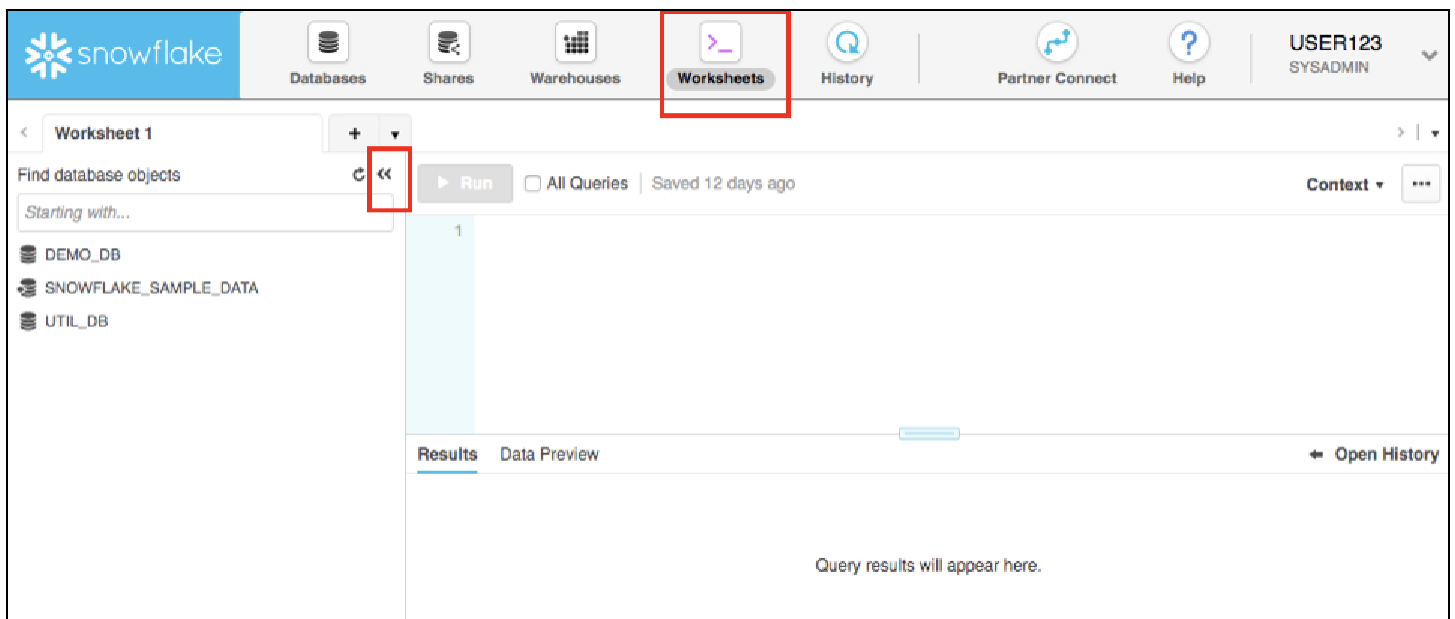 snowflake
Databases
Shares
Warehouses
Worksheets
History
Partner Connect
Help
USER123
SYSADMIN
Worksheet 1
Find database objects
Starting with...
DEMO_DB
SNOWFLAKE_SAMPLE_DATA
UTIL_DB
Run
All Queries
Saved 12 days ago
Context
1
Results
Data Preview
Open History
Query results will appear here.